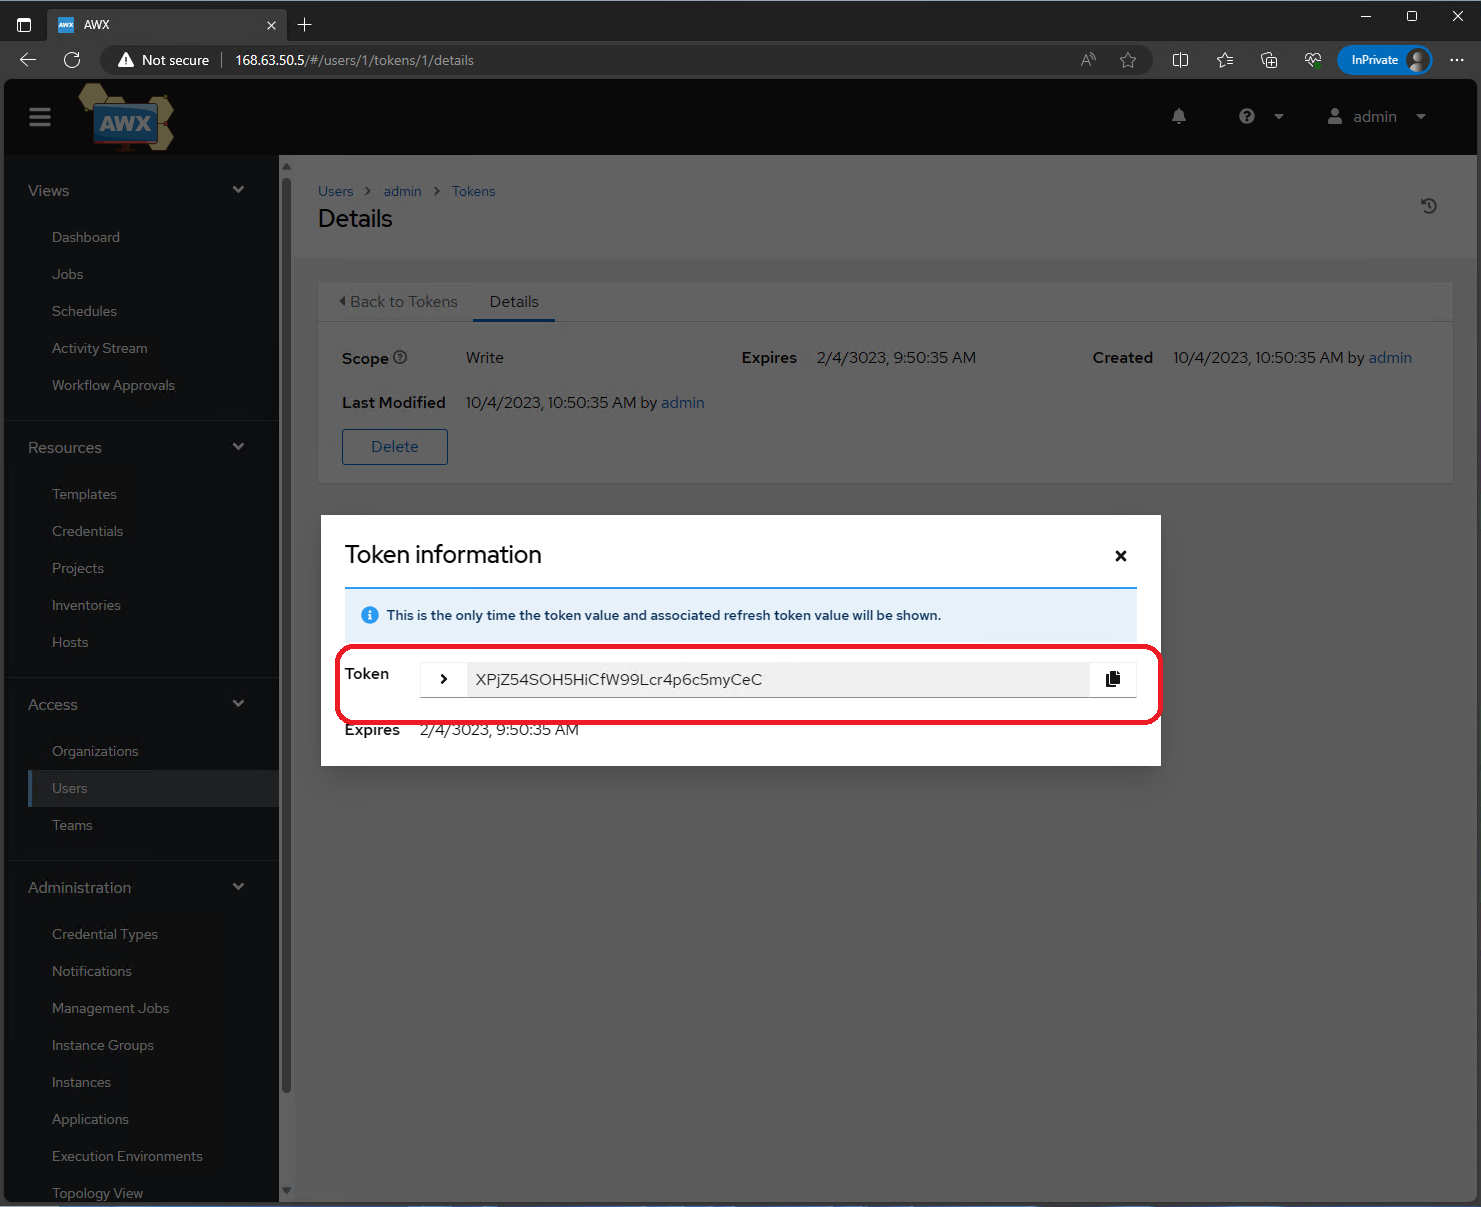 AWX
Not secure
168.63.50.5/#/users/1/tokens/1/details
InPrivate
AWX
admin
Views
Dashboard
Jobs
Schedules
Activity Stream
Workflow Approvals
Resources
Templates
Credentials
Projects
Inventories
Hosts
Access
Organizations
Users
Teams
Administration
Credential Types
Notifications
Management Jobs
Instance Groups
Instances
Applications
Execution Environments
Topology View
Users > admin > Tokens
Details
Back to Tokens Details
Scope Write Expires 2/4/3023, 9:50:35 AM Created 10/4/2023, 10:50:35 AM by admin
Last Modified 10/4/2023, 10:50:35 AM by admin
Delete
Token information
This is the only time the token value and associated refresh token value will be shown.
Token XPjZ54SOH5HiCfW99Lcr4p6c5myCeC
Expires 2/4/3023, 9:50:35 AM